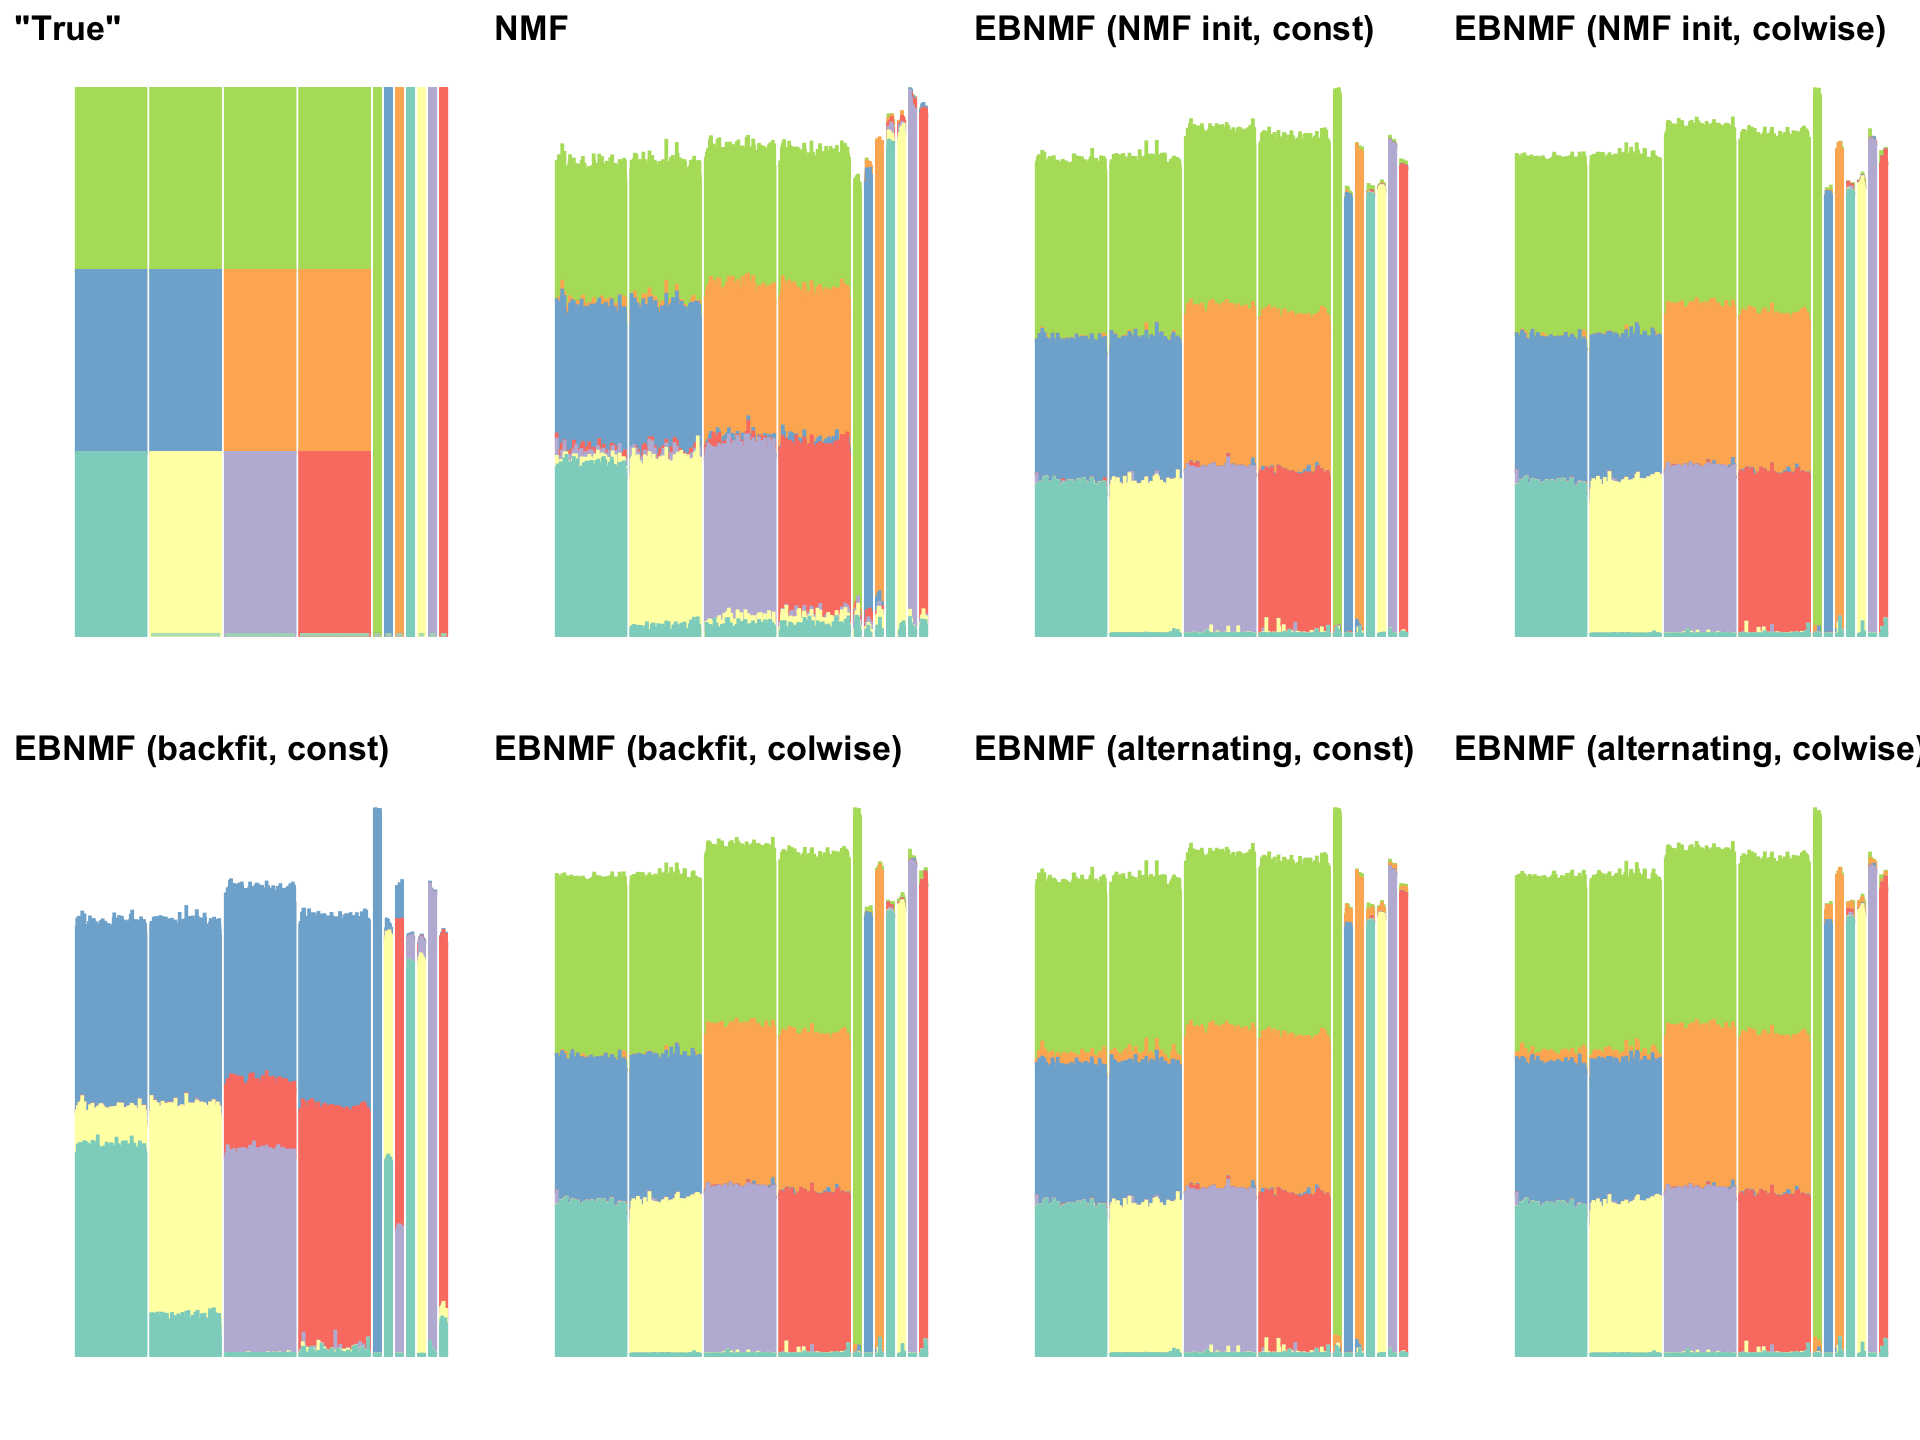 "True"
NMF
EBNMF (NMF init, const)
EBNMF (NMF init, colwise)
EBNMF (backfit, const)
EBNMF (backfit, colwise)
EBNMF (alternating, const)
EBNMF (alternating, colwise)